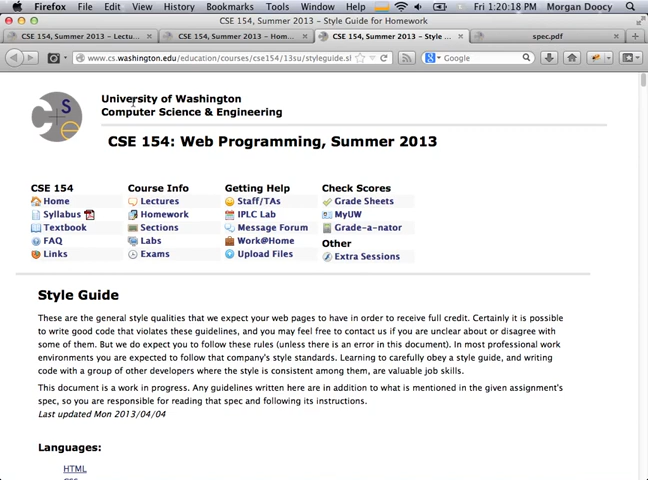 Firefox File Edit View History Bookmarks Tools Window Help Fri 1:20:18 PM Morgan Doocy
CSE 154, Summer 2013 – Style Guide for Homework
CSE 154, Summer 2013 – Lectu... CSE 154, Summer 2013 – Hom... CSE 154, Summer 2013 – Style ... spec.pdf
www.cs.washington.edu/education/courses/cse154/13su/styleguide.sl Google
University of Washington
Computer Science & Engineering
CSE 154: Web Programming, Summer 2013
CSE 154 Course Info Getting Help Check Scores
Home Lectures Staff/TAs Grade Sheets
Syllabus Homework IPLC Lab MyUW
Textbook Sections Message Forum Grade-a-nator
FAQ Labs Work@Home Other
Links Exams Upload Files Extra Sessions
Style Guide
These are the general style qualities that we expect your web pages to have in order to receive full credit. Certainly it is possible
to write good code that violates these guidelines, and you may feel free to contact us if you are unclear about or disagree with
some of them. But we do expect you to follow these rules (unless there is an error in this document). In most professional work
environments you are expected to follow that company's style standards. Learning to carefully obey a style guide, and writing
code with a group of other developers where the style is consistent among them, are valuable job skills.
This document is a work in progress. Any guidelines written here are in addition to what is mentioned in the given assignment's
spec, so you are responsible for reading that spec and following its instructions.
Last updated Mon 2013/04/04
Languages:
HTML